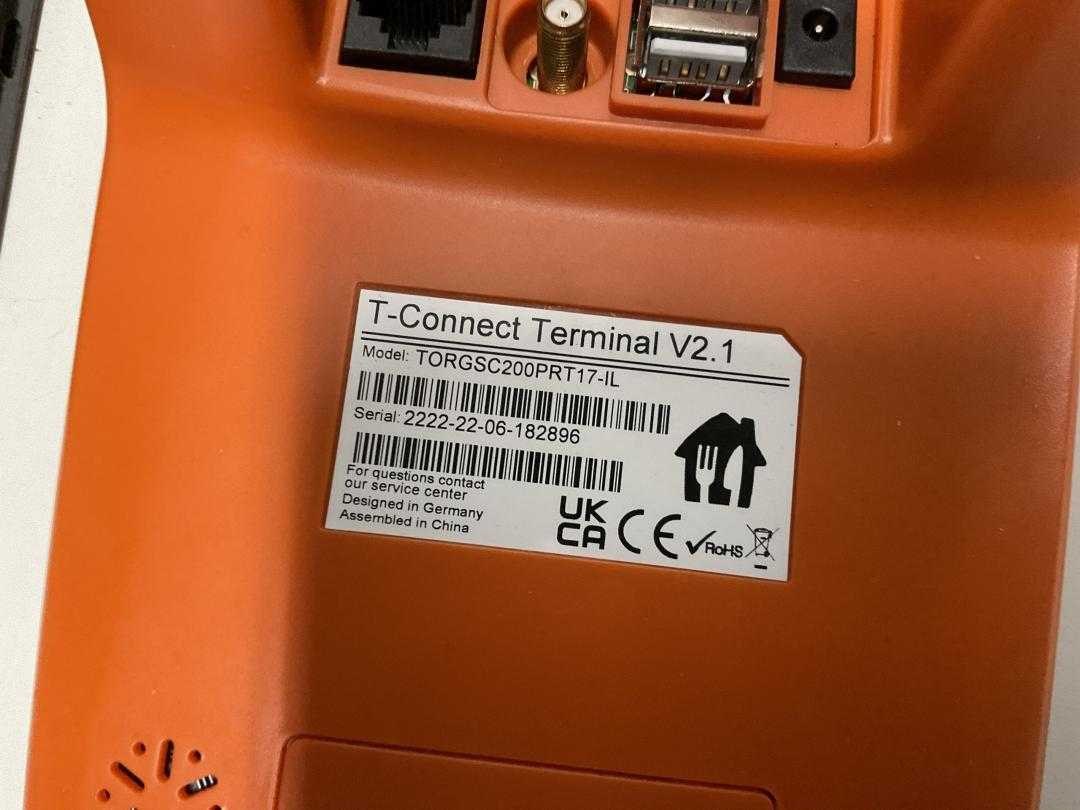 T-Connect Terminal V2.1
Model: TORGSC200PRT17-IL
Serial: 2222-22-06-182896
For questions contact
our service center
Designed in Germany
Assembled in China
UK
CA
CE
RoHS